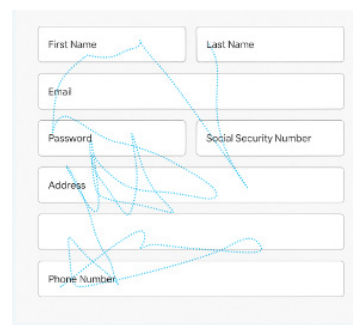 First Name Last Name
Email
Password Social Security Number
Address
Phone Number